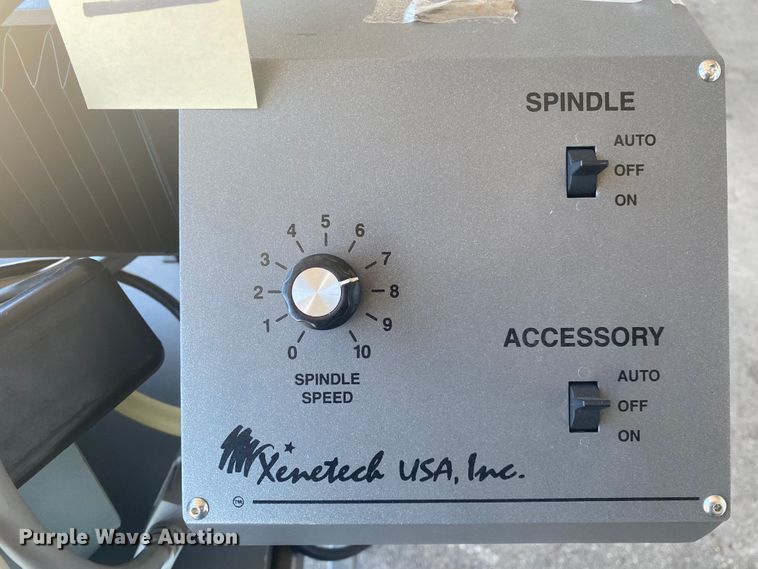 SPINDLE
AUTO
OFF
ON
5
4 6
3 7
2 8
1 9
0 10
SPINDLE
SPEED
ACCESSORY
AUTO
OFF
ON
Xenetech USA, Inc.
TM
Purple Wave Auction